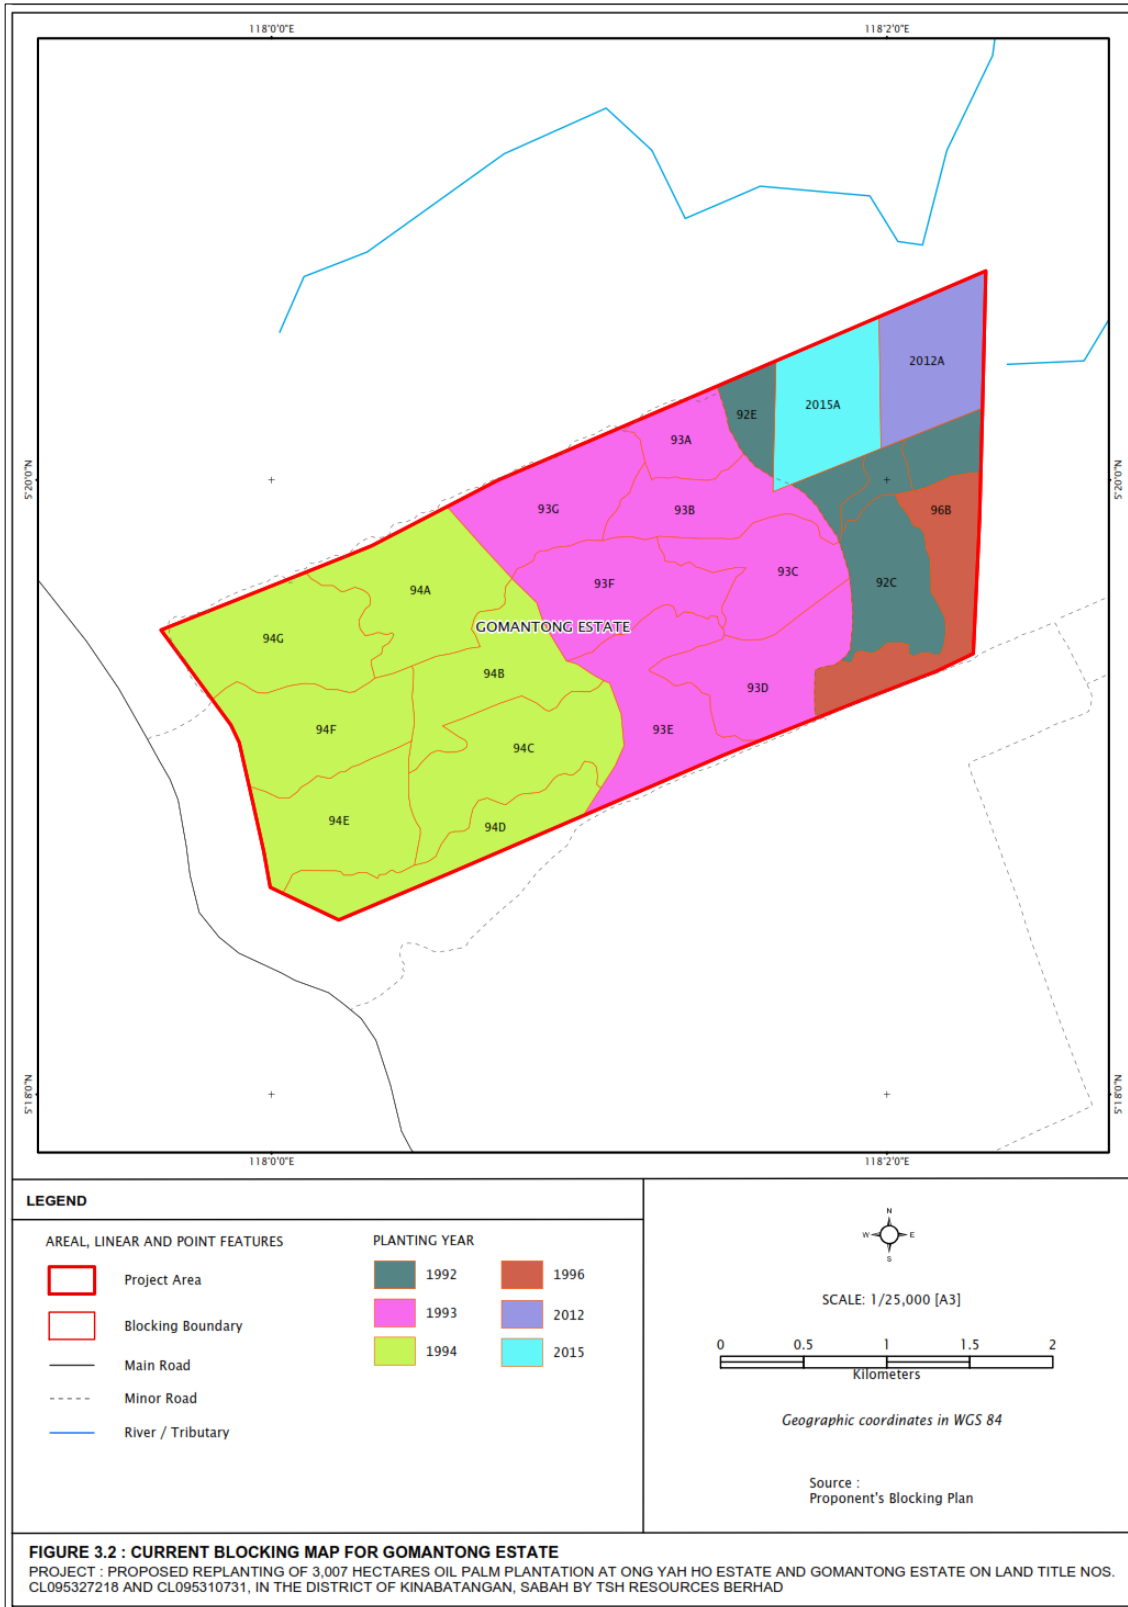 118°0'0"E 118°2'0"E
2012A
2015A
92E
93A
5°20'0"N 5°20'0"N
93G
93B
96B
93C
92C
93F
94A
GOMANTONG ESTATE
94G
94B
93D
94F
93E
94C
94E
94D
5°18'0"N 5°18'0"N
118°0'0"E 118°2'0"E
LEGEND
AREAL, LINEAR AND POINT FEATURES
Project Area
Blocking Boundary
Main Road
Minor Road
River / Tributary
PLANTING YEAR
1992 1996
1993 2012
1994 2015
N
W E
S
SCALE: 1/25,000 [A3]
0 0.5 1 1.5 2
Kilometers
Geographic coordinates in WGS 84
Source :
Proponent's Blocking Plan
FIGURE 3.2 : CURRENT BLOCKING MAP FOR GOMANTONG ESTATE
PROJECT : PROPOSED REPLANTING OF 3,007 HECTARES OIL PALM PLANTATION AT ONG YAH HO ESTATE AND GOMANTONG ESTATE ON LAND TITLE NOS.
CL095327218 AND CL095310731, IN THE DISTRICT OF KINABATANGAN, SABAH BY TSH RESOURCES BERHAD